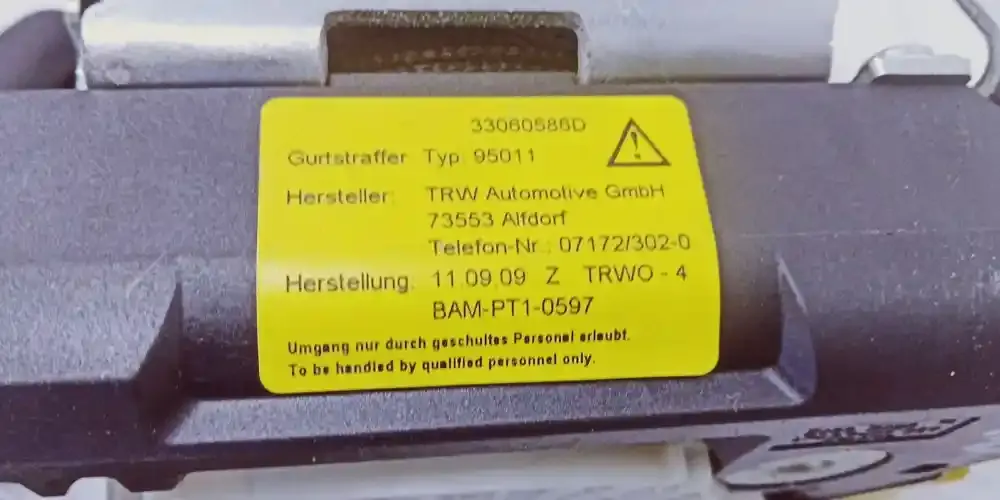 33060585D
Gurtstraffer Typ: 95011
Hersteller: TRW Automotive GmbH
73553 Alfdorf
Telefon-Nr.: 07172/302-0
Herstellung: 11.09.09 Z TRWO - 4
BAM-PT1-0597
Umgang nur durch geschultes Personal erlaubt.
To be handled by qualified personnel only.